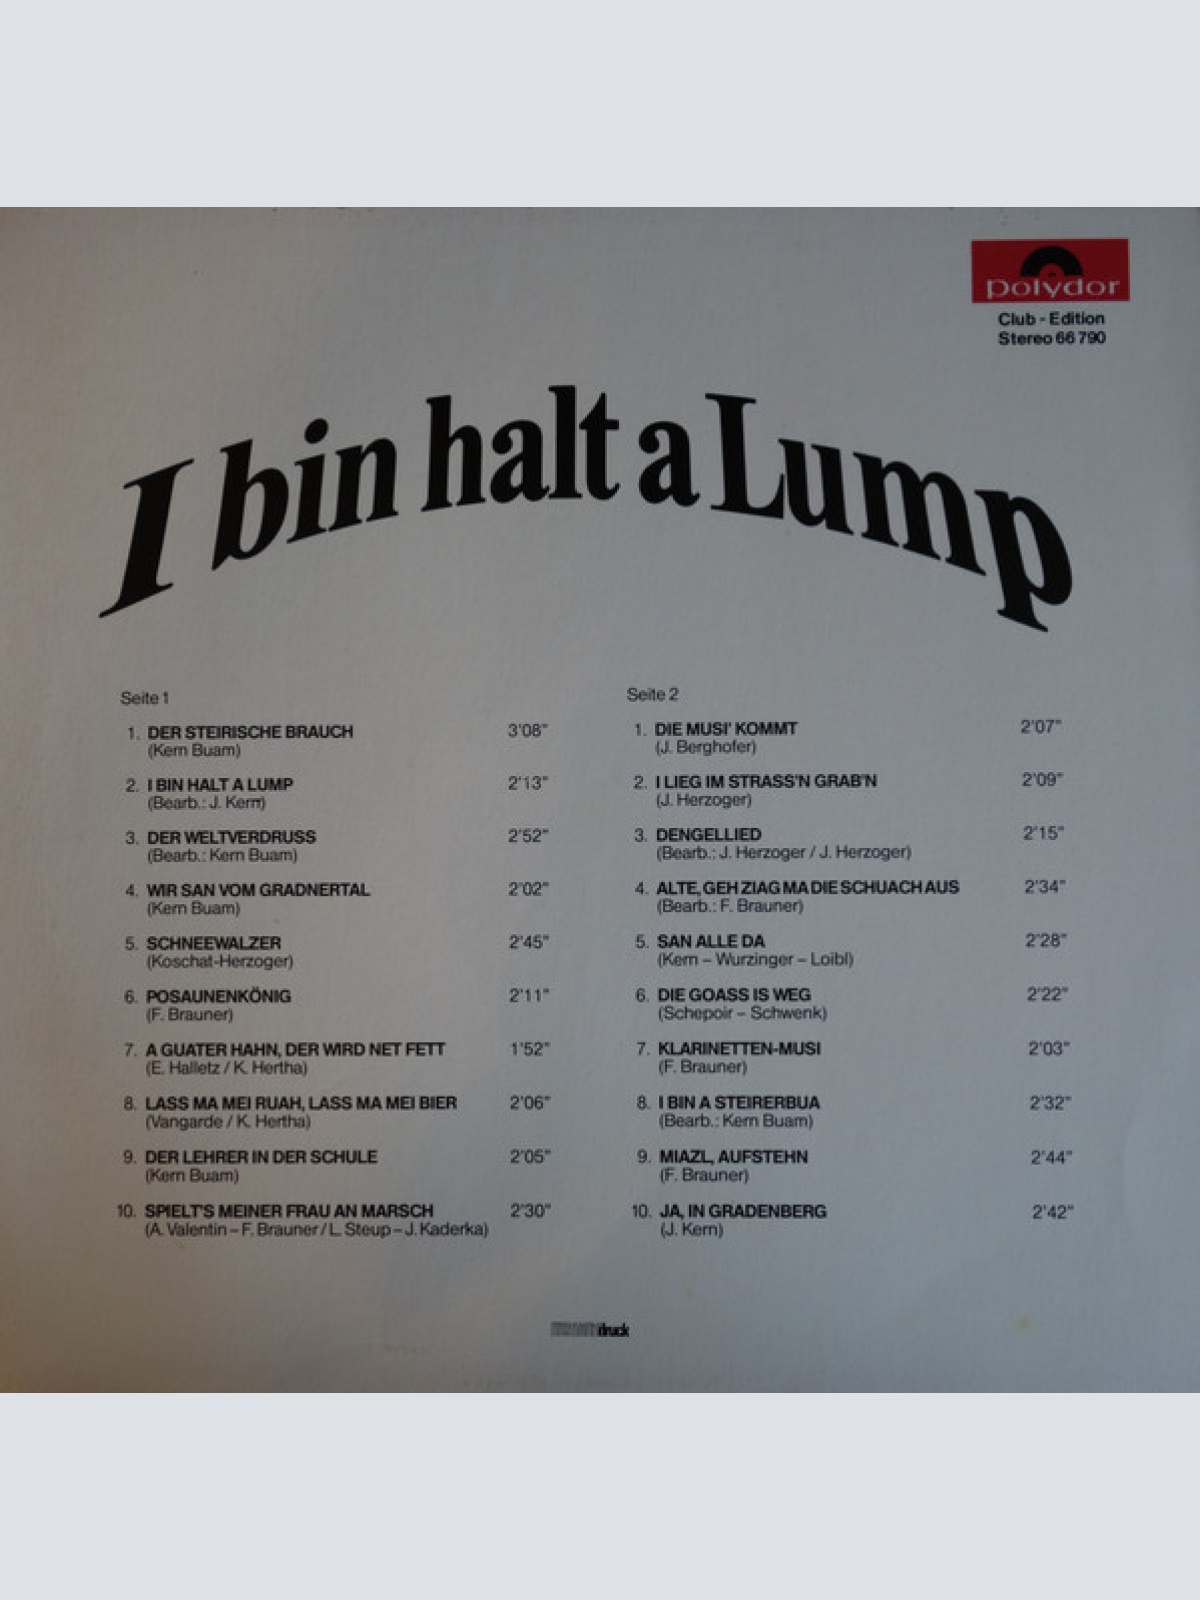 polydor
Club - Edition
Stereo 66 790
I bin halt a Lump
Seite 1
1. DER STEIRISCHE BRAUCH 3'08"
(Kern Buam)
2. I BIN HALT A LUMP 2'13"
(Bearb.: J. Kern)
3. DER WELTVERDRUSS 2'52"
(Bearb.: Kern Buam)
4. WIR SAN VOM GRADNERTAL 2'02"
(Kern Buam)
5. SCHNEEWALZER 2'45"
(Koschat-Herzoger)
6. POSAUNENKÖNIG 2'11"
(F. Brauner)
7. A GUATER HAHN, DER WIRD NET FETT 1'52"
(E. Halletz / K. Hertha)
8. LASS MA MEI RUAH, LASS MA MEI BIER 2'06"
(Vangarde / K. Hertha)
9. DER LEHRER IN DER SCHULE 2'05"
(Kern Buam)
10. SPIELT'S MEINER FRAU AN MARSCH 2'30"
(A. Valentin – F. Brauner / L. Steup – J. Kaderka)
Seite 2
1. DIE MUSI' KOMMT 2'07"
(J. Berghofer)
2. I LIEG IM STRASS'N GRAB'N 2'09"
(J. Herzoger)
3. DENGELLIED 2'15"
(Bearb.: J. Herzoger / J. Herzoger)
4. ALTE, GEH ZIAG MA DIE SCHUACH AUS 2'34"
(Bearb.: F. Brauner)
5. SAN ALLE DA 2'28"
(Kern – Wurzinger – Loibl)
6. DIE GOASS IS WEG 2'22"
(Schepoir – Schwenk)
7. KLARINETTEN-MUSI 2'03"
(F. Brauner)
8. I BIN A STEIRERBUA 2'32"
(Bearb.: Kern Buam)
9. MIAZL, AUFSTEHN 2'44"
(F. Brauner)
10. JA, IN GRADENBERG 2'42"
(J. Kern)
druck